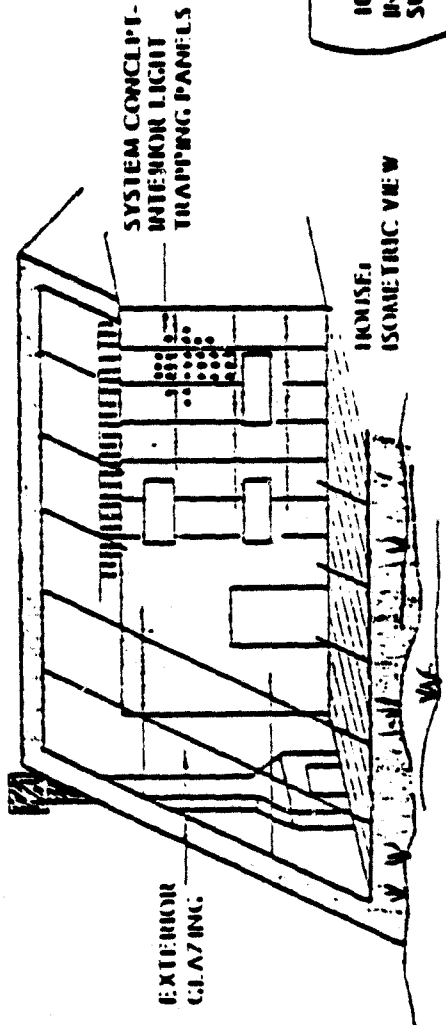 SYSTEM CONCEPT-
INTERIOR LIGHT
TRAPPING PANELS
EXTERIOR
GLAZING
HOUSE:
ISOMETRIC VIEW